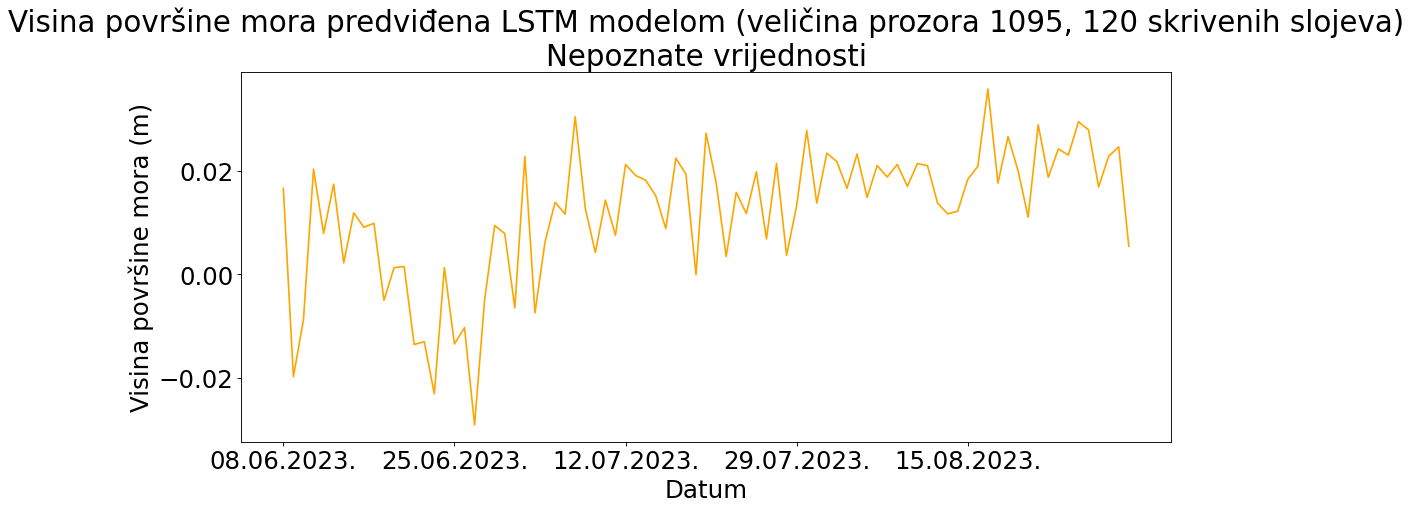 Visina površine mora predviđena LSTM modelom (veličina prozora 1095, 120 skrivenih slojeva)
Nepoznate vrijednosti
Visina površine mora (m)
0.02
0.00
−0.02
08.06.2023. 25.06.2023. 12.07.2023. 29.07.2023. 15.08.2023.
Datum